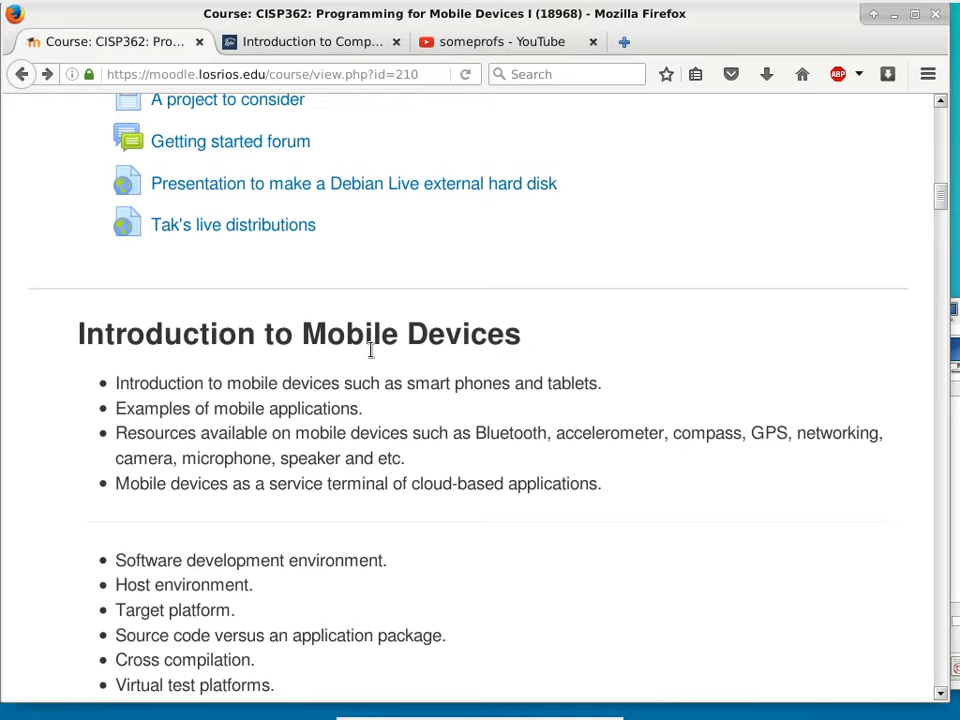 Course: CISP362: Programming for Mobile Devices I (18968) - Mozilla Firefox
Course: CISP362: Pro... Introduction to Comp... someprofs - YouTube
https://moodle.losrios.edu/course/view.php?id=210 Search ABP
A project to consider
Getting started forum
Presentation to make a Debian Live external hard disk
Tak's live distributions
Introduction to Mobile Devices
• Introduction to mobile devices such as smart phones and tablets.
• Examples of mobile applications.
• Resources available on mobile devices such as Bluetooth, accelerometer, compass, GPS, networking,
camera, microphone, speaker and etc.
• Mobile devices as a service terminal of cloud-based applications.
• Software development environment.
• Host environment.
• Target platform.
• Source code versus an application package.
• Cross compilation.
• Virtual test platforms.